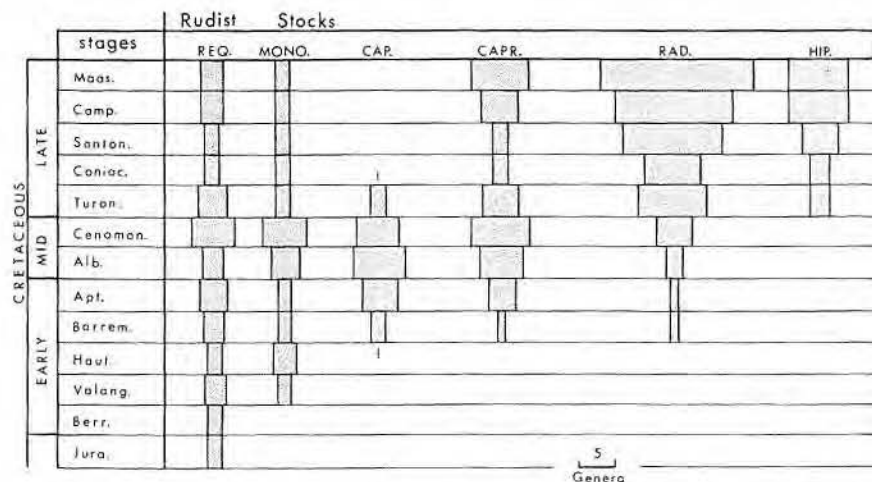 Rudist Stocks
stages REQ. MONO. CAP. CAPR. RAD. HIP.
CRETACEOUS
LATE
Maas.
Camp.
Santon.
Coniac.
Turon.
MID
Cenoman.
Alb.
EARLY
Apt.
Barrem.
Haut.
Valang.
Berr.
Jura.
5
Genera